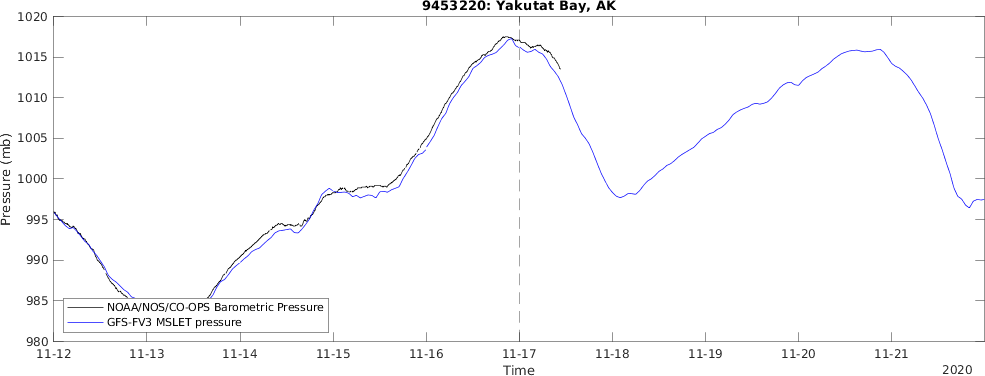 9453220: Yakutat Bay, AK
1020
1015
1010
1005
1000
995
990
985
980
Pressure (mb)
NOAA/NOS/CO-OPS Barometric Pressure
GFS-FV3 MSLET pressure
11-12 11-13 11-14 11-15 11-16 11-17 11-18 11-19 11-20 11-21
Time
2020